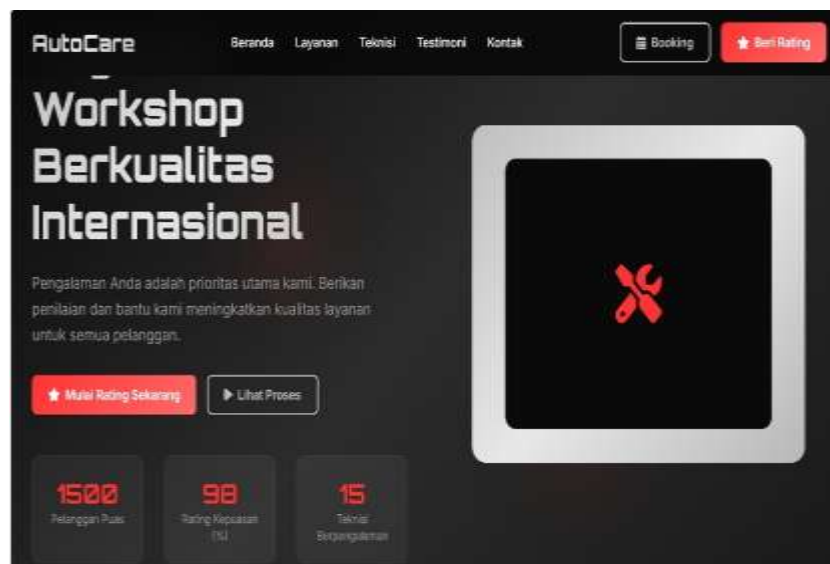 AutoCare
Beranda Layanan Teknisi Testimoni Kontak
Booking
Beri Rating
Workshop
Berkualitas
Internasional
Pengalaman Anda adalah prioritas utama kami. Berikan
penilaian dan bantu kami meningkatkan kualitas layanan
untuk semua pelanggan.
Mulai Rating Sekarang
Lihat Proses
1500
Pelanggan Puas
98
Rating Kepuasan
(%)
15
Teknisi
Berpengalaman